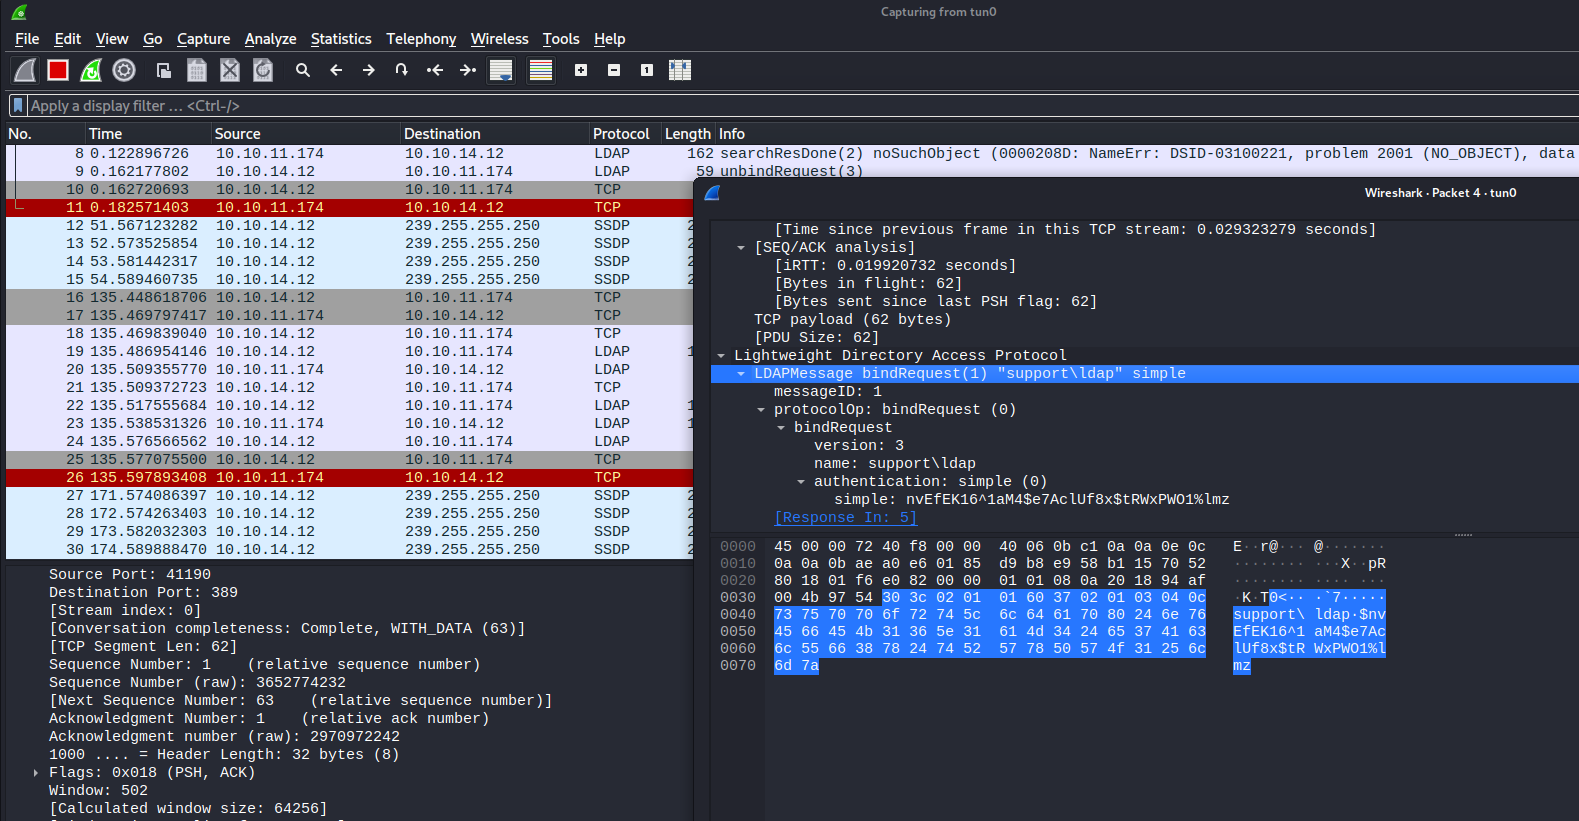 Capturing from tun0
File Edit View Go Capture Analyze Statistics Telephony Wireless Tools Help
Apply a display filter … <Ctrl-/>
No. Time Source Destination Protocol Length Info
8 0.122896726 10.10.11.174 10.10.14.12 LDAP 162 searchResDone(2) noSuchObject (0000208D: NameErr: DSID-03100221, problem 2001 (NO_OBJECT), data
9 0.162177802 10.10.14.12 10.10.11.174 LDAP 59 unbindRequest(3)
10 0.162720693 10.10.14.12 10.10.11.174 TCP
11 0.182571403 10.10.11.174 10.10.14.12 TCP
12 51.567123282 10.10.14.12 239.255.255.250 SSDP 2
13 52.573525854 10.10.14.12 239.255.255.250 SSDP 2
14 53.581442317 10.10.14.12 239.255.255.250 SSDP 2
15 54.589460735 10.10.14.12 239.255.255.250 SSDP 2
16 135.448618706 10.10.14.12 10.10.11.174 TCP
17 135.469797417 10.10.11.174 10.10.14.12 TCP
18 135.469839040 10.10.14.12 10.10.11.174 TCP
19 135.486954146 10.10.14.12 10.10.11.174 LDAP 1
20 135.509355770 10.10.11.174 10.10.14.12 LDAP
21 135.509372723 10.10.14.12 10.10.11.174 TCP
22 135.517555684 10.10.14.12 10.10.11.174 LDAP 1
23 135.538531326 10.10.11.174 10.10.14.12 LDAP 1
24 135.576566562 10.10.14.12 10.10.11.174 LDAP
25 135.577075500 10.10.14.12 10.10.11.174 TCP
26 135.597893408 10.10.11.174 10.10.14.12 TCP
27 171.574086397 10.10.14.12 239.255.255.250 SSDP 2
28 172.574263403 10.10.14.12 239.255.255.250 SSDP 2
29 173.582032303 10.10.14.12 239.255.255.250 SSDP 2
30 174.589888470 10.10.14.12 239.255.255.250 SSDP 2
Source Port: 41190
Destination Port: 389
[Stream index: 0]
[Conversation completeness: Complete, WITH_DATA (63)]
[TCP Segment Len: 62]
Sequence Number: 1 (relative sequence number)
Sequence Number (raw): 3652774232
[Next Sequence Number: 63 (relative sequence number)]
Acknowledgment Number: 1 (relative ack number)
Acknowledgment number (raw): 2970972242
1000 .... = Header Length: 32 bytes (8)
Flags: 0x018 (PSH, ACK)
Window: 502
[Calculated window size: 64256]
Wireshark · Packet 4 · tun0
[Time since previous frame in this TCP stream: 0.029323279 seconds]
[SEQ/ACK analysis]
[iRTT: 0.019920732 seconds]
[Bytes in flight: 62]
[Bytes sent since last PSH flag: 62]
TCP payload (62 bytes)
[PDU Size: 62]
Lightweight Directory Access Protocol
LDAPMessage bindRequest(1) "support\ldap" simple
messageID: 1
protocolOp: bindRequest (0)
bindRequest
version: 3
name: support\ldap
authentication: simple (0)
simple: nvEfEK16^1aM4$e7AclUf8x$tRWxPWO1%lmz
[Response In: 5]
0000 45 00 00 72 40 f8 00 00 40 06 0b c1 0a 0a 0e 0c E··r@··· @·······
0010 0a 0a 0b ae a0 e6 01 85 d9 b8 e9 58 b1 15 70 52 ········ ···X··pR
0020 80 18 01 f6 e0 82 00 00 01 01 08 0a 20 18 94 af ········ ···· ···
0030 00 4b 97 54 30 3c 02 01 01 60 37 02 01 03 04 0c ·K·T0<·· ·`7·····
0040 73 75 70 70 6f 72 74 5c 6c 64 61 70 80 24 6e 76 support\ ldap·$nv
0050 45 66 45 4b 31 36 5e 31 61 4d 34 24 65 37 41 63 EfEK16^1 aM4$e7Ac
0060 6c 55 66 38 78 24 74 52 57 78 50 57 4f 31 25 6c lUf8x$tR WxPWO1%l
0070 6d 7a mz